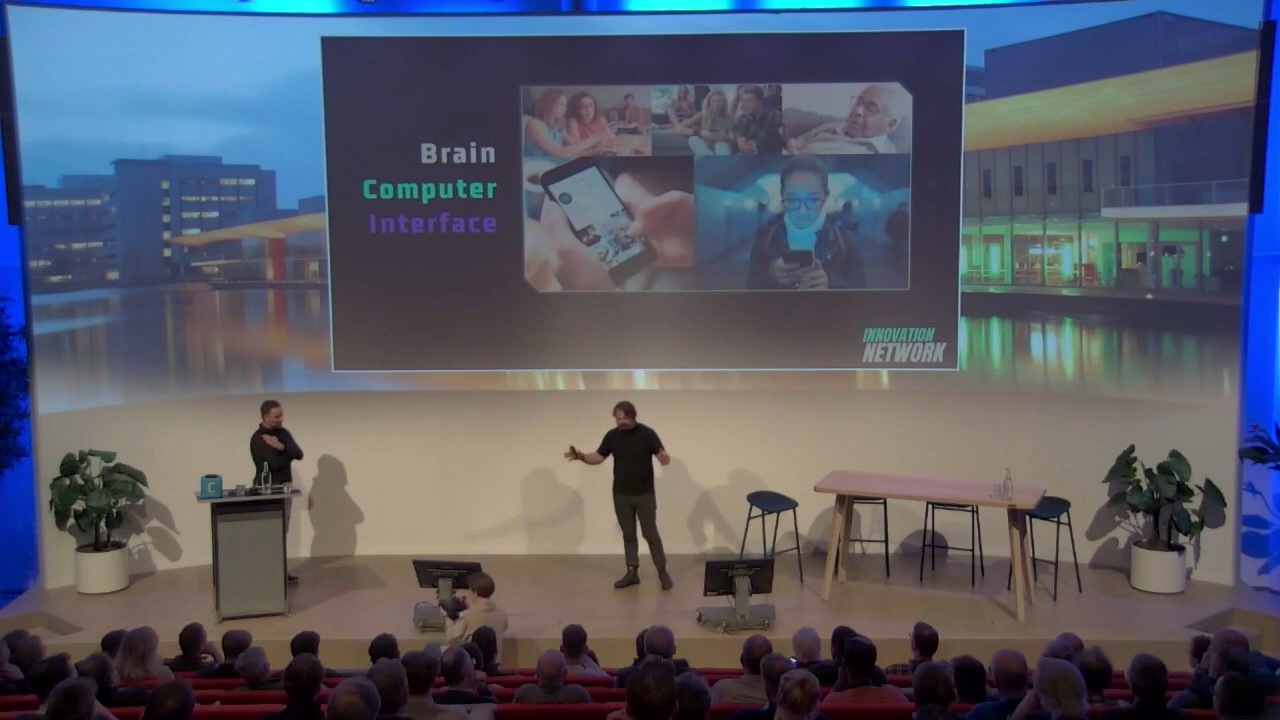 Brain
Computer
Interface
INNOVATION
NETWORK
C